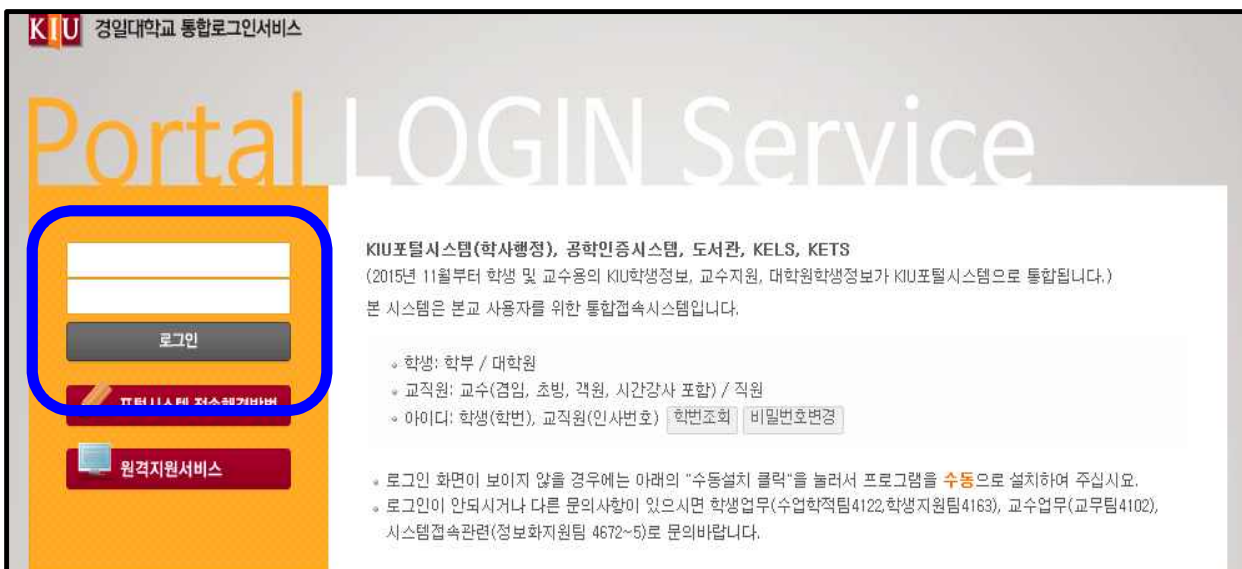 KIU 경일대학교 통합로그인서비스
Portal LOGIN Service
로그인
포털시스템 접속해결방법
원격지원서비스
KIU포털시스템(학사행정), 공학인증시스템, 도서관, KELS, KETS
(2015년 11월부터 학생 및 교수용의 KIU학생정보, 교수지원, 대학원학생정보가 KIU포털시스템으로 통합됩니다.)
본 시스템은 본교 사용자를 위한 통합접속시스템입니다.
학생: 학부 / 대학원
교직원: 교수(겸임, 초빙, 객원, 시간강사 포함) / 직원
아이디: 학생(학번), 교직원(인사번호) 학번조회 비밀번호변경
로그인 화면이 보이지 않을 경우에는 아래의 "수동설치 클릭"을 눌러서 프로그램을 수동으로 설치하여 주십시요.
로그인이 안되시거나 다른 문의사항이 있으시면 학생업무(수업학적팀4122,학생지원팀4163), 교수업무(교무팀4102),
시스템접속관련(정보화지원팀 4672~5)로 문의바랍니다.